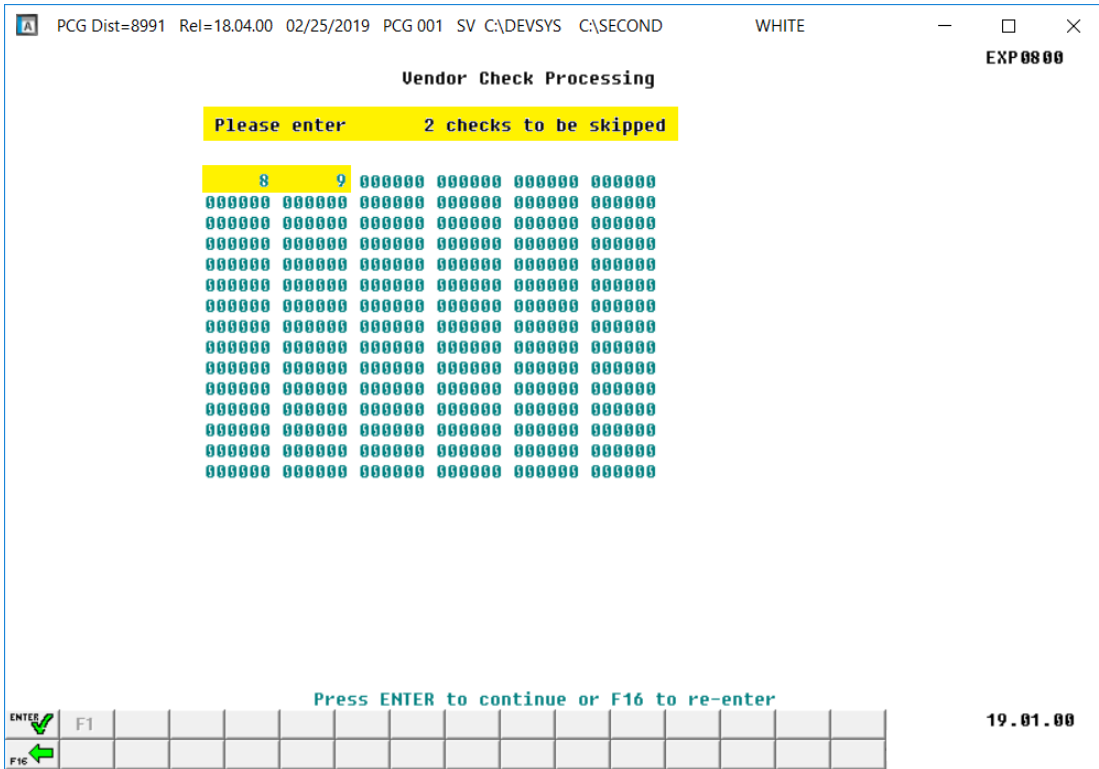 A PCG Dist=8991 Rel=18.04.00 02/25/2019 PCG 001 SV C:\DEVSYS C:\SECOND WHITE
EXP0800
Vendor Check Processing
Please enter 2 checks to be skipped
8 9 000000 000000 000000 000000
000000 000000 000000 000000 000000 000000
000000 000000 000000 000000 000000 000000
000000 000000 000000 000000 000000 000000
000000 000000 000000 000000 000000 000000
000000 000000 000000 000000 000000 000000
000000 000000 000000 000000 000000 000000
000000 000000 000000 000000 000000 000000
000000 000000 000000 000000 000000 000000
000000 000000 000000 000000 000000 000000
000000 000000 000000 000000 000000 000000
000000 000000 000000 000000 000000 000000
000000 000000 000000 000000 000000 000000
000000 000000 000000 000000 000000 000000
000000 000000 000000 000000 000000 000000
Press ENTER to continue or F16 to re-enter
ENTER F1 19.01.00
F16